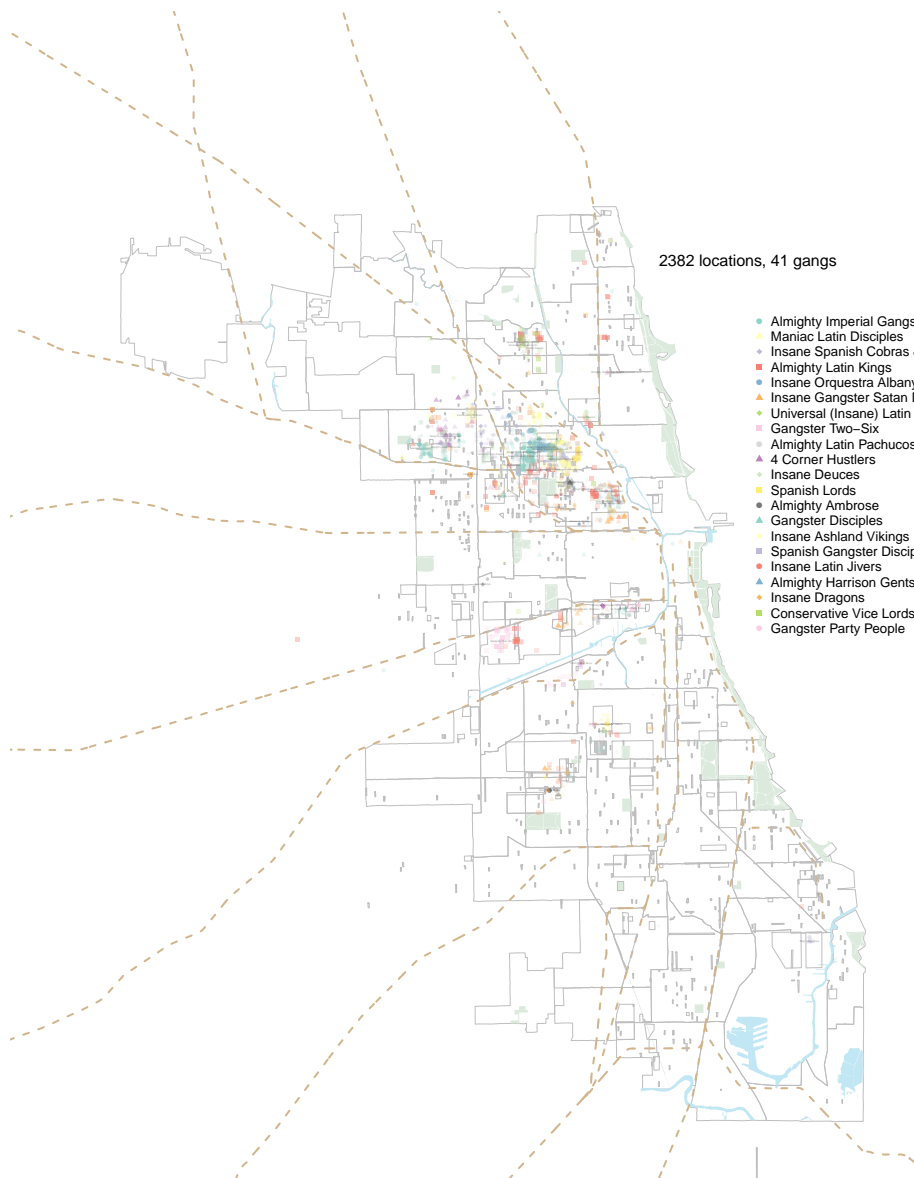 2382 locations, 41 gangs
Almighty Imperial Gangs
Maniac Latin Disciples
Insane Spanish Cobras
Almighty Latin Kings
Insane Orquestra Albany
Insane Gangster Satan
Universal (Insane) Latin
Gangster Two−Six
Almighty Latin Pachucos
4 Corner Hustlers
Insane Deuces
Spanish Lords
Almighty Ambrose
Gangster Disciples
Insane Ashland Vikings
Spanish Gangster Discip
Insane Latin Jivers
Almighty Harrison Gents
Insane Dragons
Conservative Vice Lords
Gangster Party People